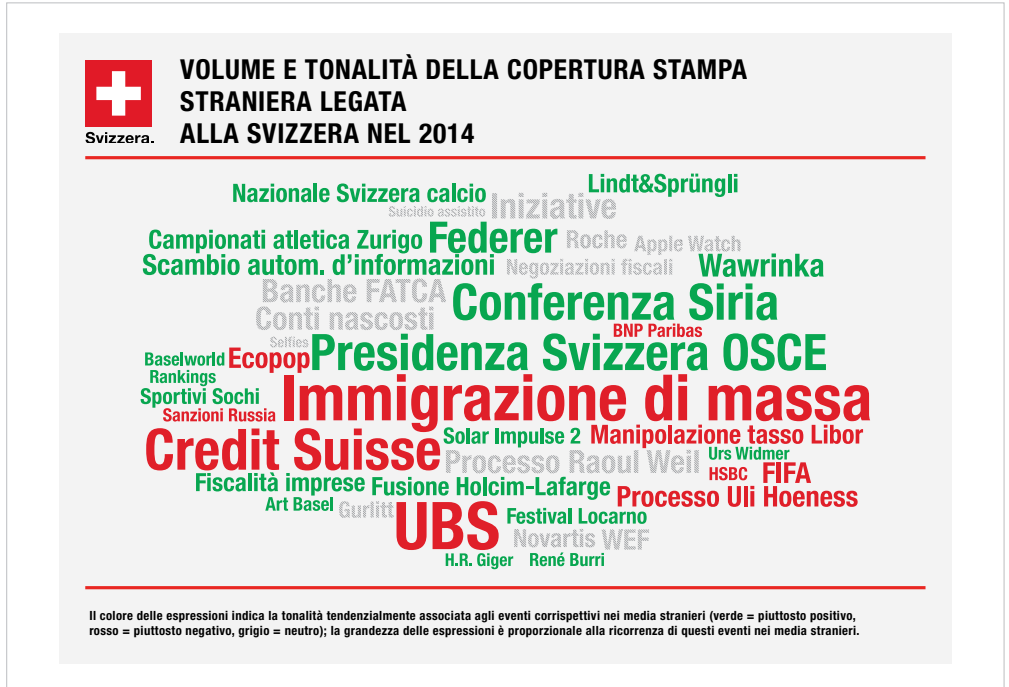 VOLUME E TONALITÀ DELLA COPERTURA STAMPA
STRANIERA LEGATA
ALLA SVIZZERA NEL 2014
Svizzera.
Lindt&Sprüngli
Nazionale Svizzera calcio
Suicidio assistito Iniziative
Campionati atletica Zurigo Federer Roche Apple Watch
Scambio autom. d'informazioni Negoziazioni fiscali Wawrinka
Banche FATCA Conferenza Siria
Conti nascosti
BNP Paribas
Selfies
Baselworld Ecopop Presidenza Svizzera OSCE
Rankings
Sportivi Sochi Immigrazione di massa
Sanzioni Russia
Credit Suisse Solar Impulse 2 Manipolazione tasso Libor
Processo Raoul Weil Urs Widmer
HSBC FIFA
Fiscalità imprese Fusione Holcim-Lafarge Processo Uli Hoeness
Art Basel Gurlitt UBS Festival Locarno
Novartis WEF
H.R. Giger René Burri
Il colore delle espressioni indica la tonalità tendenzialmente associata agli eventi corrispettivi nei media stranieri (verde = piuttosto positivo,
rosso = piuttosto negativo, grigio = neutro); la grandezza delle espressioni è proporzionale alla ricorrenza di questi eventi nei media stranieri.